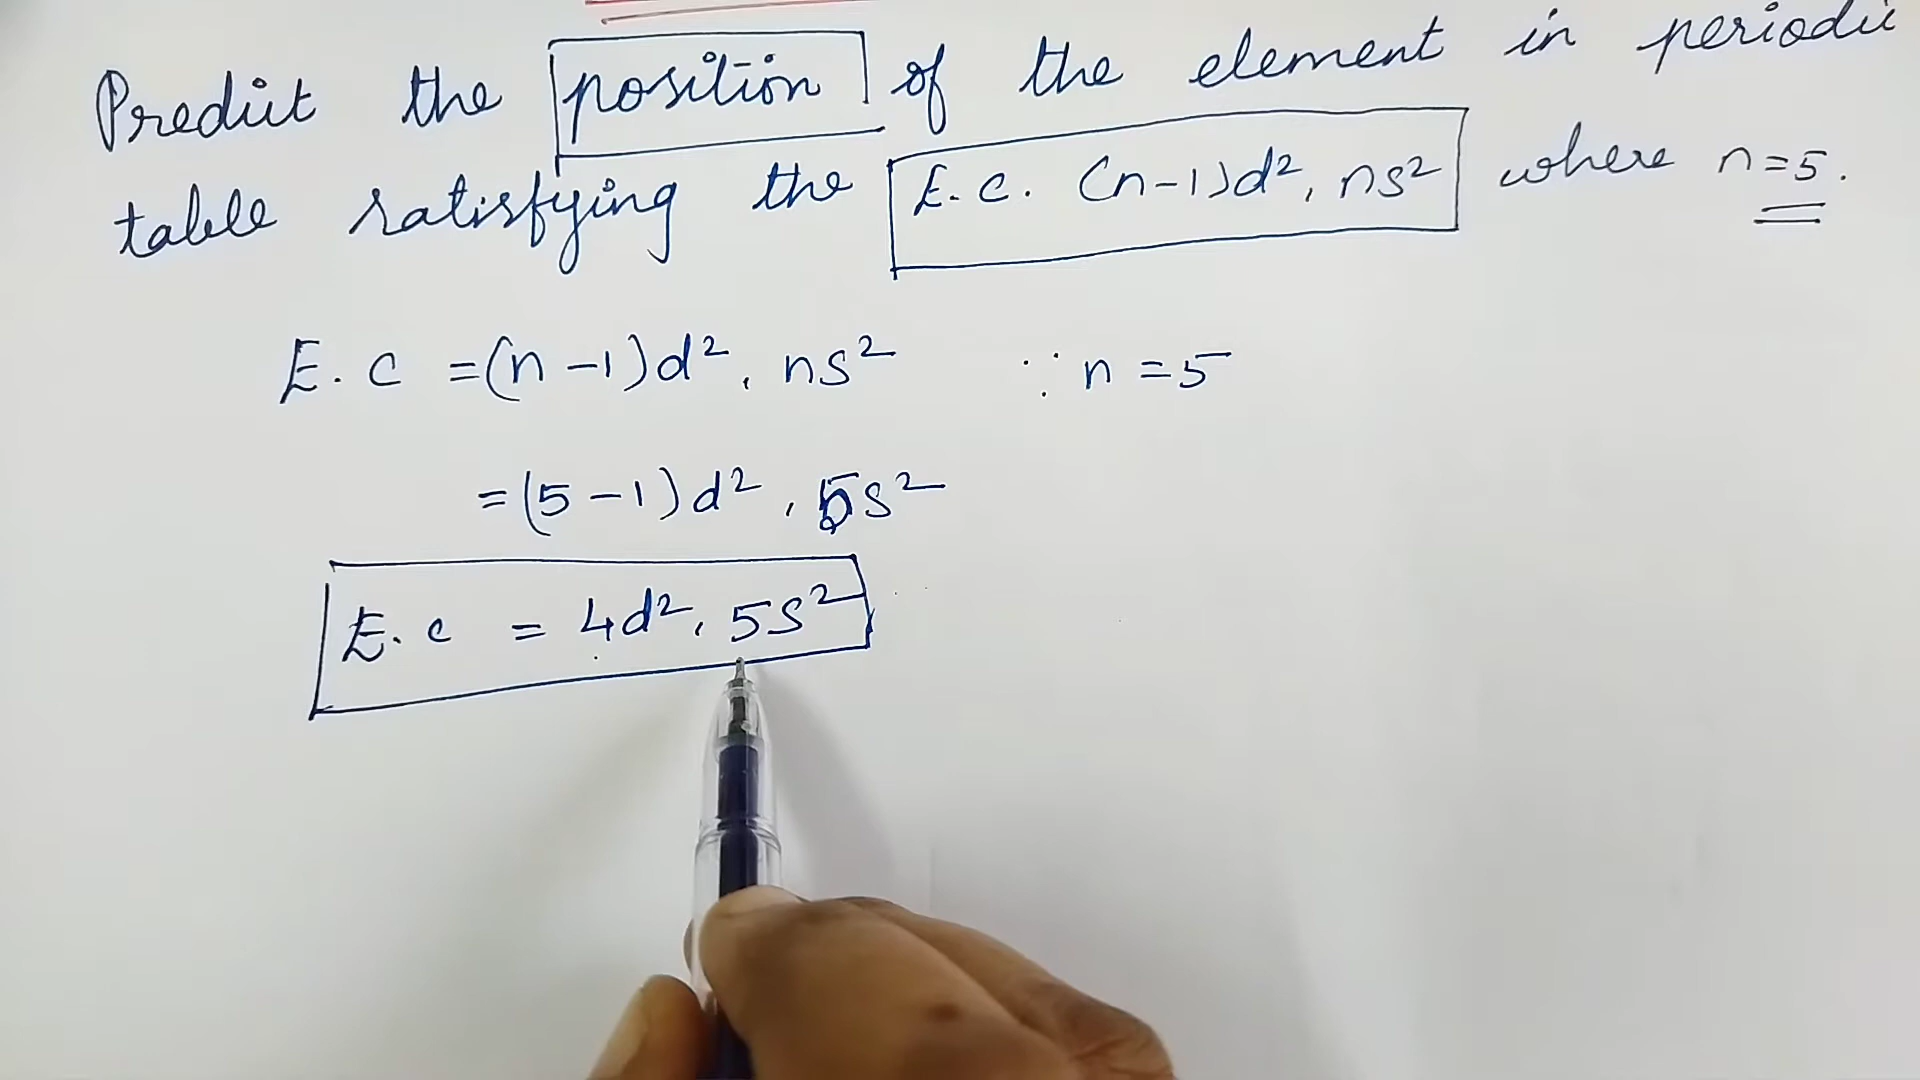 Predict the position of the element in periodic
table satisfying the E.C. (n-1)d², ns² where n=5.
E.C = (n-1)d², ns² ∵ n=5
= (5-1)d², 5s²
E.C = 4d², 5s²